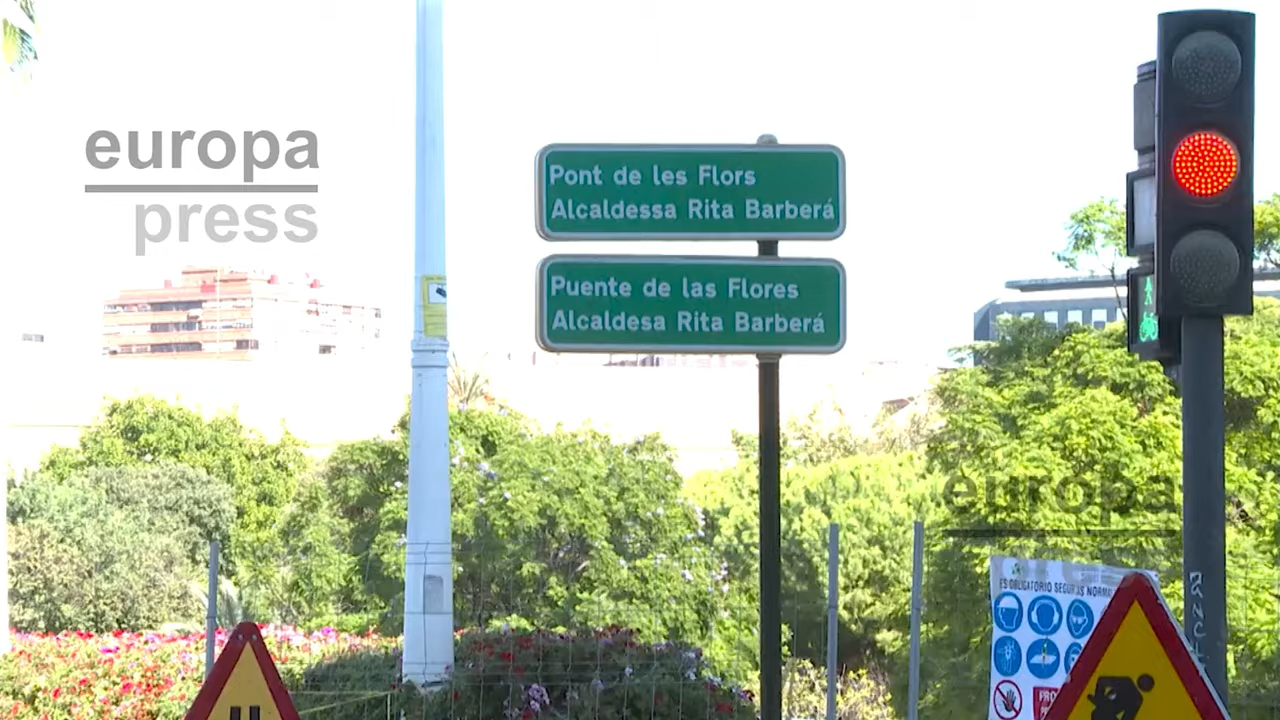 europa
press
Pont de les Flors
Alcaldessa Rita Barberá
Puente de las Flores
Alcaldesa Rita Barberá
europa
ES OBLIGATORIO